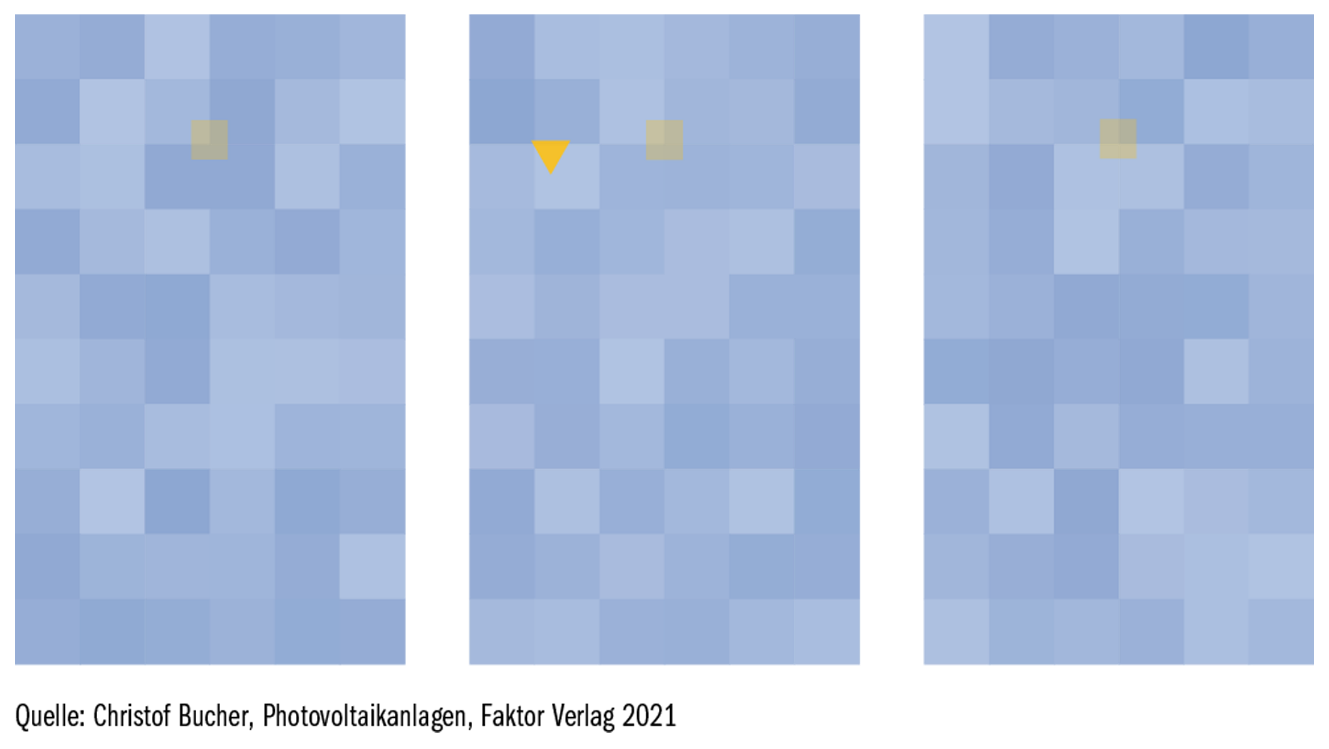 Quelle: Christof Bucher, Photovoltaikanlagen, Faktor Verlag 2021